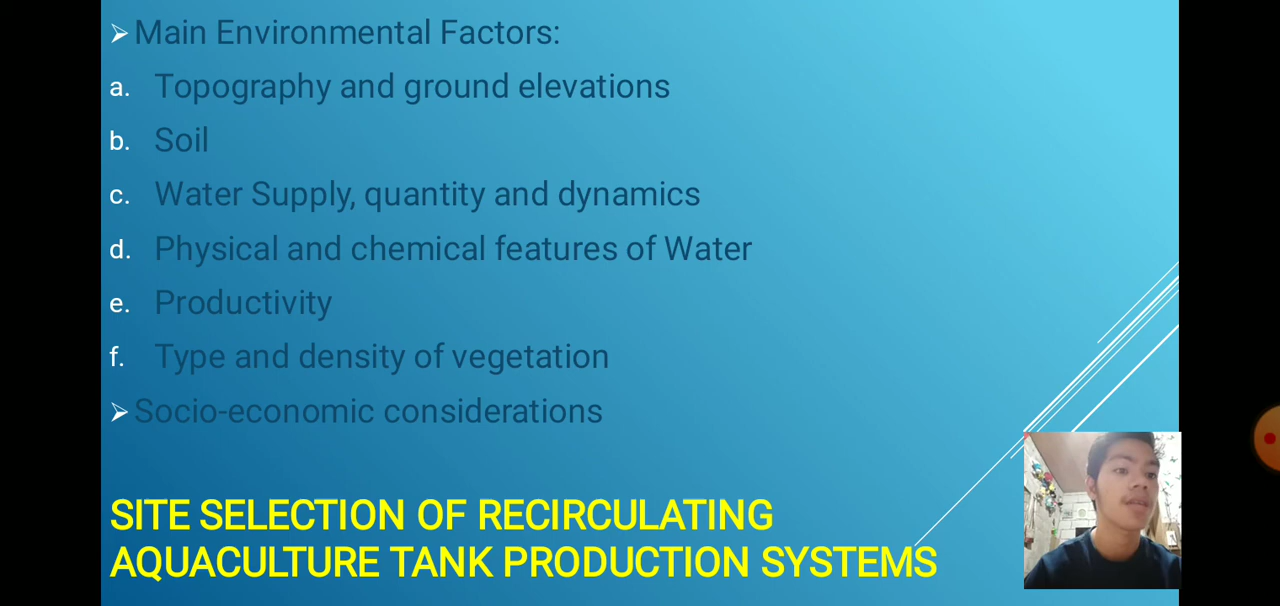 ➢ Main Environmental Factors:
a. Topography and ground elevations
b. Soil
c. Water Supply, quantity and dynamics
d. Physical and chemical features of Water
e. Productivity
f. Type and density of vegetation
➢ Socio-economic considerations
SITE SELECTION OF RECIRCULATING
AQUACULTURE TANK PRODUCTION SYSTEMS